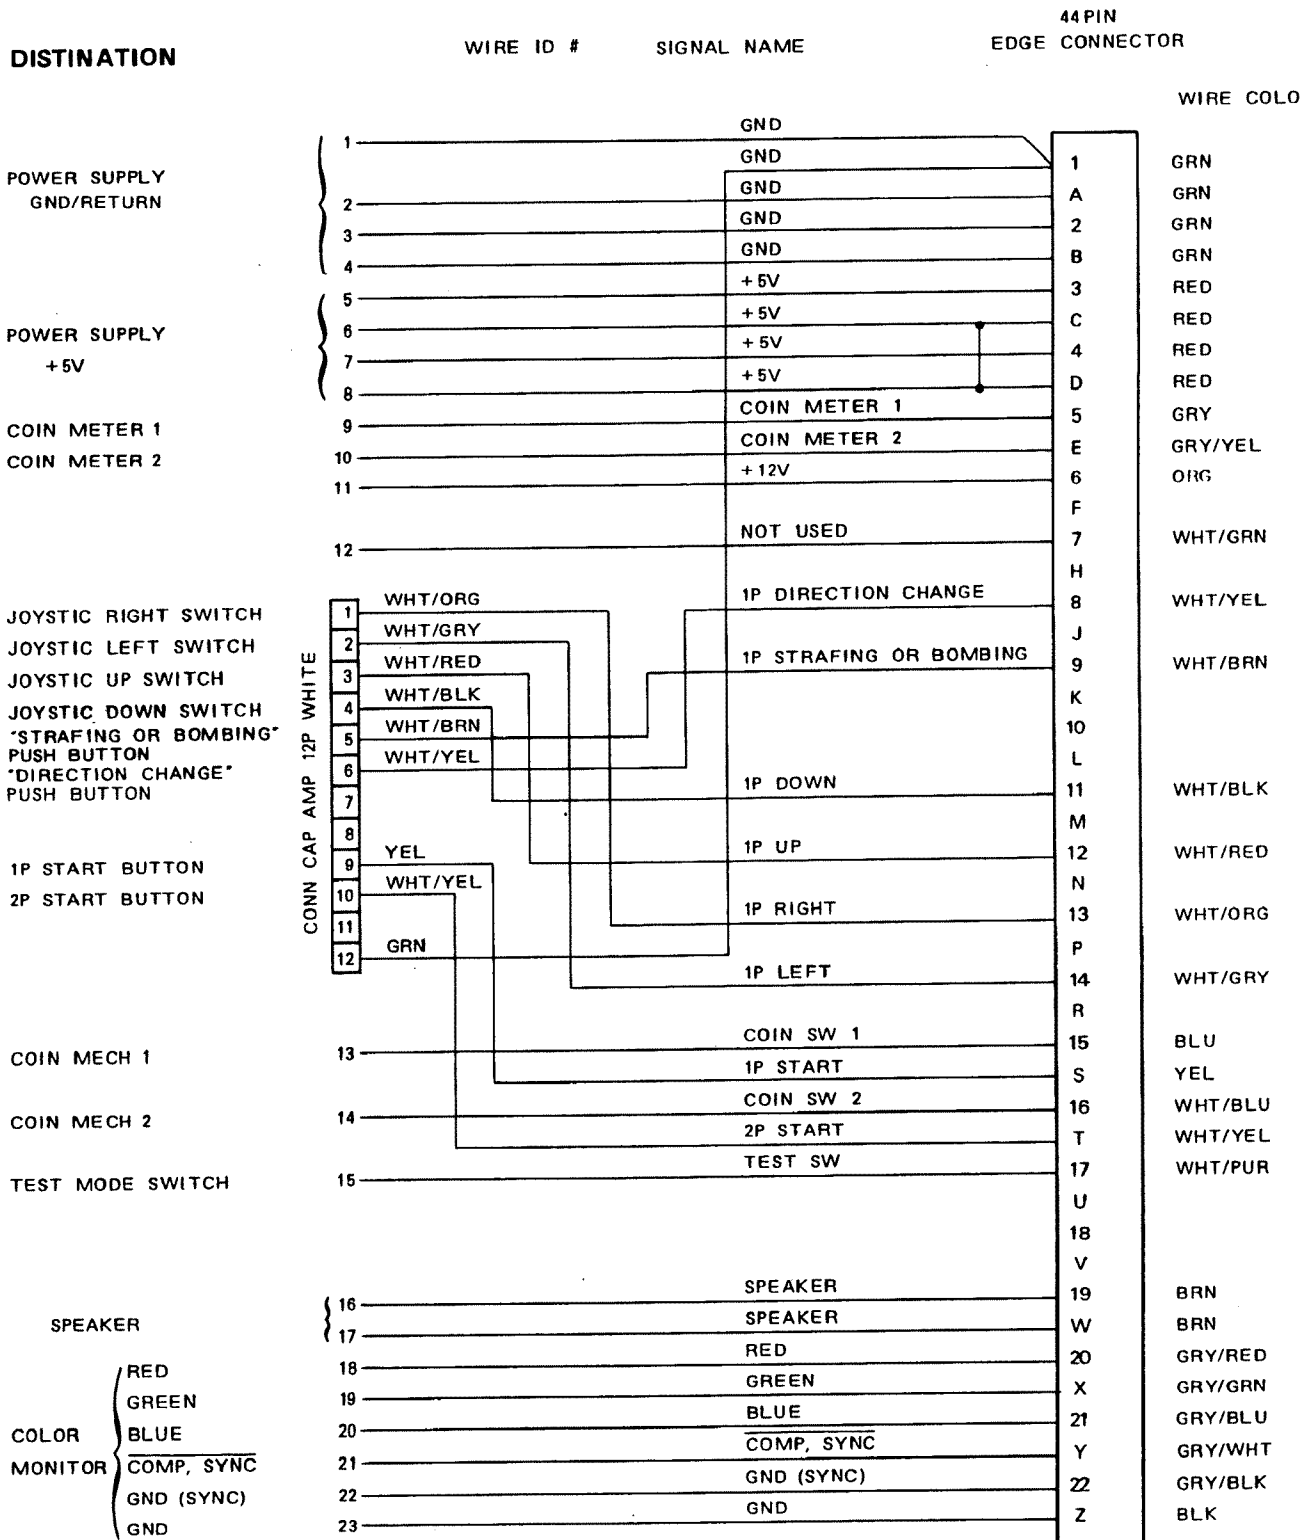 44 PIN
DISTINATION WIRE ID # SIGNAL NAME EDGE CONNECTOR
WIRE COLO
1 GND
GND 1 GRN
POWER SUPPLY
GND/RETURN
2 GND A GRN
3 GND 2 GRN
4 GND B GRN
5 +5V 3 RED
6 +5V C RED
POWER SUPPLY
+5V
7 +5V 4 RED
8 +5V D RED
COIN METER 1 9 COIN METER 1 5 GRY
COIN METER 2 10 COIN METER 2 E GRY/YEL
11 +12V 6 ORG
F
12 NOT USED 7 WHT/GRN
H
JOYSTIC RIGHT SWITCH 1 WHT/ORG 1P DIRECTION CHANGE 8 WHT/YEL
JOYSTIC LEFT SWITCH 2 WHT/GRY J
JOYSTIC UP SWITCH 3 WHT/RED 1P STRAFING OR BOMBING 9 WHT/BRN
JOYSTIC DOWN SWITCH 4 WHT/BLK K
"STRAFING OR BOMBING" 5 WHT/BRN 10
PUSH BUTTON
"DIRECTION CHANGE" 6 WHT/YEL L
PUSH BUTTON
7 1P DOWN 11 WHT/BLK
8 M
CONN CAP AMP 12P WHITE
1P START BUTTON 9 YEL 1P UP 12 WHT/RED
2P START BUTTON 10 WHT/YEL N
11 1P RIGHT 13 WHT/ORG
12 GRN P
1P LEFT 14 WHT/GRY
R
COIN MECH 1 13 COIN SW 1 15 BLU
1P START S YEL
COIN MECH 2 14 COIN SW 2 16 WHT/BLU
2P START T WHT/YEL
TEST MODE SWITCH 15 TEST SW 17 WHT/PUR
U
18
V
16 SPEAKER 19 BRN
SPEAKER
17 SPEAKER W BRN
RED 18 RED 20 GRY/RED
GREEN 19 GREEN X GRY/GRN
COLOR BLUE 20 BLUE 21 GRY/BLU
MONITOR COMP, SYNC 21 COMP, SYNC Y GRY/WHT
GND (SYNC) 22 GND (SYNC) 22 GRY/BLK
GND 23 GND Z BLK